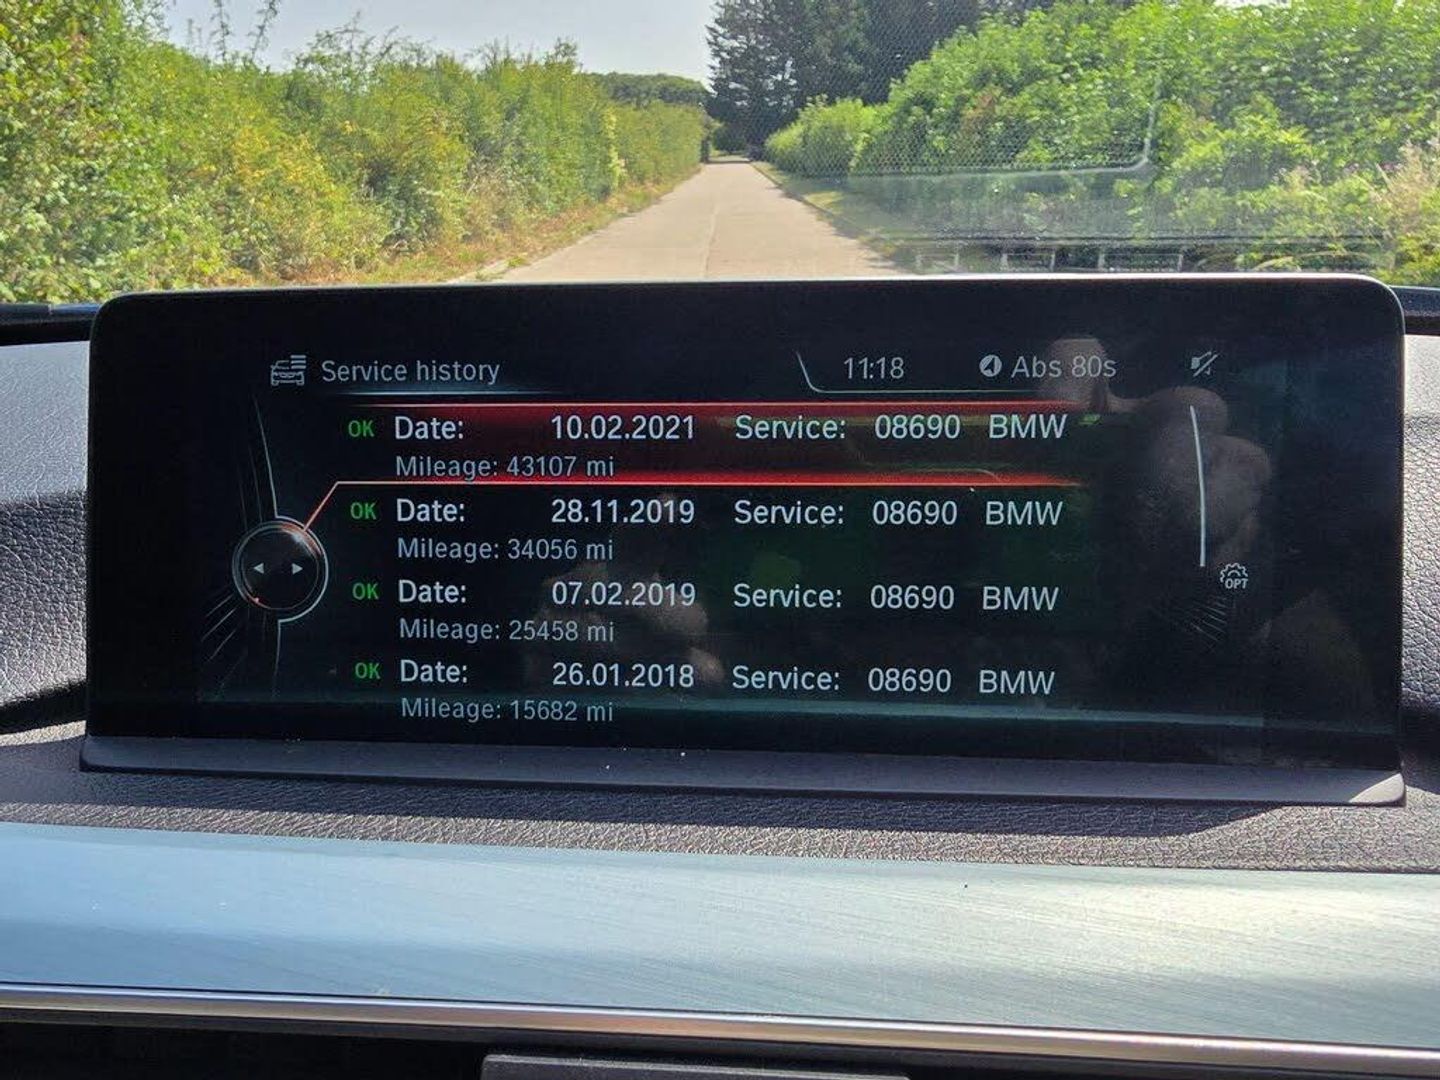 Service history 11:18 Abs 80s
OK Date: 10.02.2021 Service: 08690 BMW
Mileage: 43107 mi
OK Date: 28.11.2019 Service: 08690 BMW
Mileage: 34056 mi
OK Date: 07.02.2019 Service: 08690 BMW
Mileage: 25458 mi
OPT
OK Date: 26.01.2018 Service: 08690 BMW
Mileage: 15682 mi